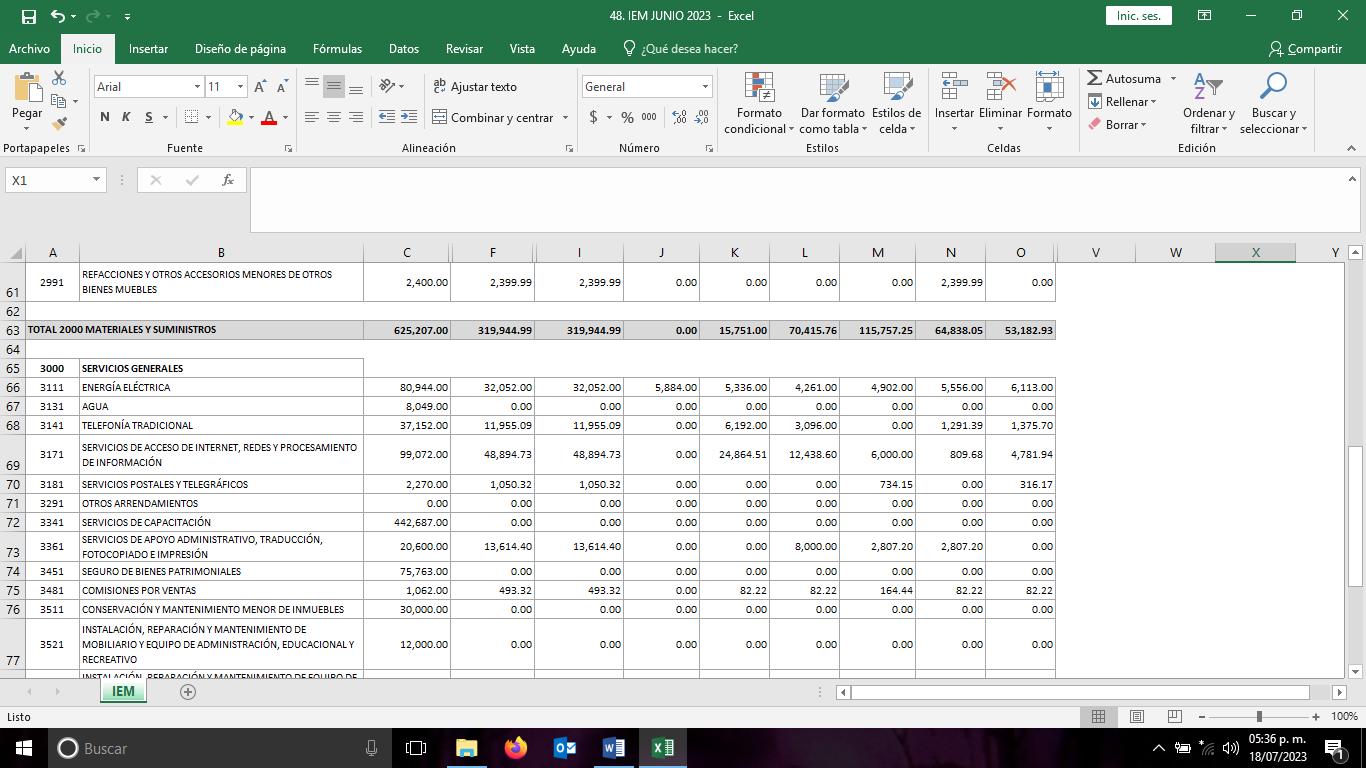 48. IEM JUNIO 2023 - Excel
Inic. ses.
Archivo Inicio Insertar Diseño de página Fórmulas Datos Revisar Vista Ayuda ¿Qué desea hacer? Compartir
Pegar
Arial 11
N K S
ab Ajustar texto
Combinar y centrar
General
$ % 000
Formato condicional
Dar formato como tabla
Estilos de celda
Insertar Eliminar Formato
Autosuma
Rellenar
Borrar
Ordenar y filtrar
Buscar y seleccionar
Portapapeles Fuente Alineación Número Estilos Celdas Edición
X1 fx
A B C F I J K L M N O V W X Y
61 2991 REFACCIONES Y OTROS ACCESORIOS MENORES DE OTROS
BIENES MUEBLES 2,400.00 2,399.99 2,399.99 0.00 0.00 0.00 0.00 2,399.99 0.00
62
63 TOTAL 2000 MATERIALES Y SUMINISTROS 625,207.00 319,944.99 319,944.99 0.00 15,751.00 70,415.76 115,757.25 64,838.05 53,182.93
64
65 3000 SERVICIOS GENERALES
66 3111 ENERGÍA ELÉCTRICA 80,944.00 32,052.00 32,052.00 5,884.00 5,336.00 4,261.00 4,902.00 5,556.00 6,113.00
67 3131 AGUA 8,049.00 0.00 0.00 0.00 0.00 0.00 0.00 0.00 0.00
68 3141 TELEFONÍA TRADICIONAL 37,152.00 11,955.09 11,955.09 0.00 6,192.00 3,096.00 0.00 1,291.39 1,375.70
69 3171 SERVICIOS DE ACCESO DE INTERNET, REDES Y PROCESAMIENTO
DE INFORMACIÓN 99,072.00 48,894.73 48,894.73 0.00 24,864.51 12,438.60 6,000.00 809.68 4,781.94
70 3181 SERVICIOS POSTALES Y TELEGRÁFICOS 2,270.00 1,050.32 1,050.32 0.00 0.00 0.00 734.15 0.00 316.17
71 3291 OTROS ARRENDAMIENTOS 0.00 0.00 0.00 0.00 0.00 0.00 0.00 0.00 0.00
72 3341 SERVICIOS DE CAPACITACIÓN 442,687.00 0.00 0.00 0.00 0.00 0.00 0.00 0.00 0.00
73 3361 SERVICIOS DE APOYO ADMINISTRATIVO, TRADUCCIÓN,
FOTOCOPIADO E IMPRESIÓN 20,600.00 13,614.40 13,614.40 0.00 0.00 8,000.00 2,807.20 2,807.20 0.00
74 3451 SEGURO DE BIENES PATRIMONIALES 75,763.00 0.00 0.00 0.00 0.00 0.00 0.00 0.00 0.00
75 3481 COMISIONES POR VENTAS 1,062.00 493.32 493.32 0.00 82.22 82.22 164.44 82.22 82.22
76 3511 CONSERVACIÓN Y MANTENIMIENTO MENOR DE INMUEBLES 30,000.00 0.00 0.00 0.00 0.00 0.00 0.00 0.00 0.00
77 3521 INSTALACIÓN, REPARACIÓN Y MANTENIMIENTO DE
MOBILIARIO Y EQUIPO DE ADMINISTRACIÓN, EDUCACIONAL Y
RECREATIVO 12,000.00 0.00 0.00 0.00 0.00 0.00 0.00 0.00 0.00
INSTALACIÓN, REPARACIÓN Y MANTENIMIENTO DE EQUIPO DE
IEM
Listo 100%
Buscar
05:36 p. m.
18/07/2023
1